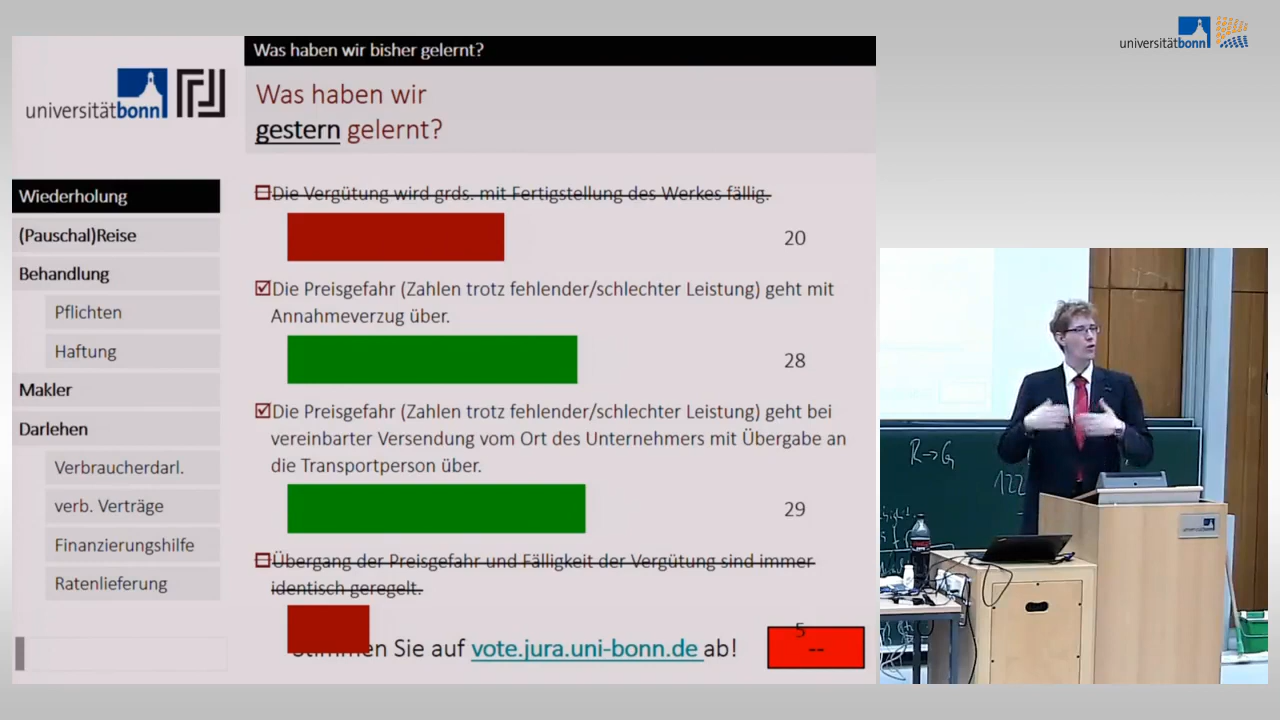 universitätbonn
Was haben wir bisher gelernt?
universitätbonn
Was haben wir
gestern gelernt?
Wiederholung
(Pauschal)Reise
Behandlung
Pflichten
Haftung
Makler
Darlehen
Verbraucherdarl.
verb. Verträge
Finanzierungshilfe
Ratenlieferung
Die Vergütung wird grds. mit Fertigstellung des Werkes fällig.
20
Die Preisgefahr (Zahlen trotz fehlender/schlechter Leistung) geht mit
Annahmeverzug über.
28
Die Preisgefahr (Zahlen trotz fehlender/schlechter Leistung) geht bei
vereinbarter Versendung vom Ort des Unternehmers mit Übergabe an
die Transportperson über.
29
Übergang der Preisgefahr und Fälligkeit der Vergütung sind immer
identisch geregelt.
5
Stimmen Sie auf vote.jura.uni-bonn.de ab!
--
R→G
122
universitätbonn